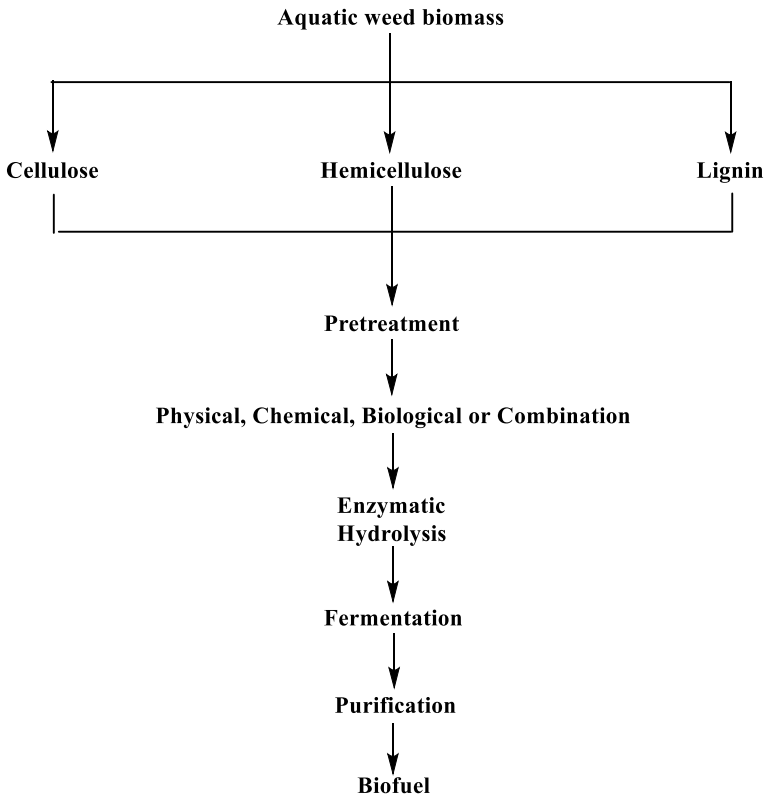 Aquatic weed biomass
Cellulose
Hemicellulose
Lignin
Pretreatment
Physical, Chemical, Biological or Combination
Enzymatic
Hydrolysis
Fermentation
Purification
Biofuel